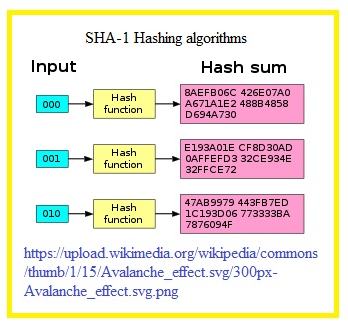 SHA-1 Hashing algorithms
Input
Hash sum
000
Hash
function
8AEFB06C 426E07A0
A671A1E2 488B4858
D694A730
001
Hash
function
E193A01E CF8D30AD
0AFFEFD3 32CE934E
32FFCE72
010
Hash
function
47AB9979 443FB7ED
1C193D06 773333BA
7876094F
https://upload.wikimedia.org/wikipedia/commons
/thumb/1/15/Avalanche_effect.svg/300px-
Avalanche_effect.svg.png